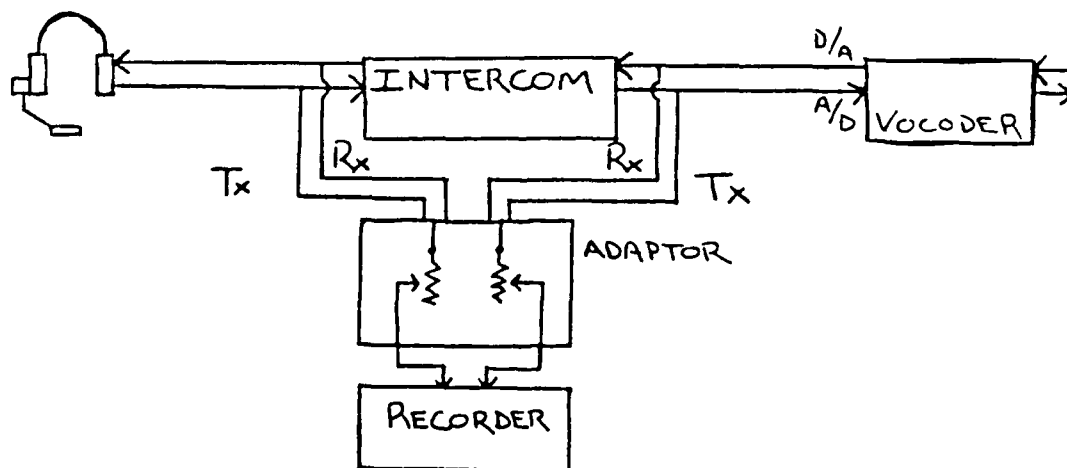 D/A
INTERCOM
A/D
VOCODER
Rx
Rx
Tx
Tx
ADAPTOR
RECORDER